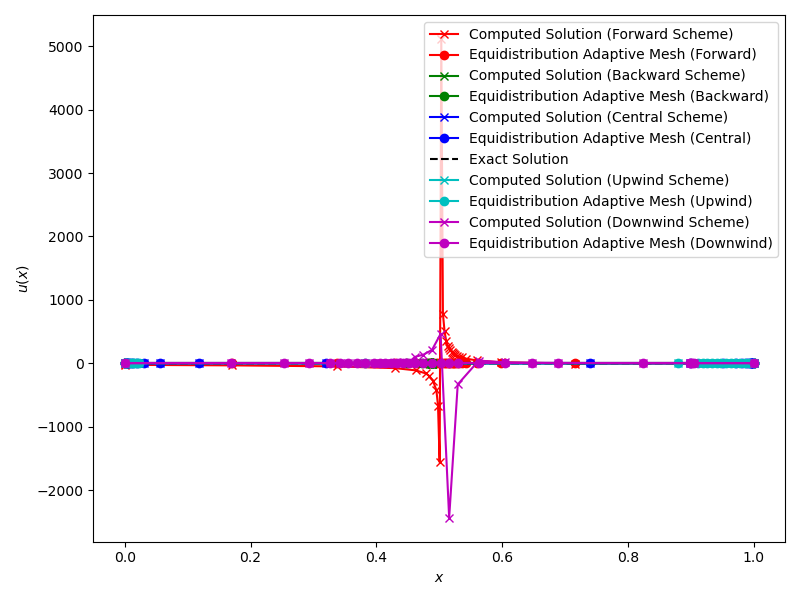 5000
4000
3000
2000
1000
0
−1000
−2000
u(x)
0.0
0.2
0.4
0.6
0.8
1.0
x
Computed Solution (Forward Scheme)
Equidistribution Adaptive Mesh (Forward)
Computed Solution (Backward Scheme)
Equidistribution Adaptive Mesh (Backward)
Computed Solution (Central Scheme)
Equidistribution Adaptive Mesh (Central)
Exact Solution
Computed Solution (Upwind Scheme)
Equidistribution Adaptive Mesh (Upwind)
Computed Solution (Downwind Scheme)
Equidistribution Adaptive Mesh (Downwind)